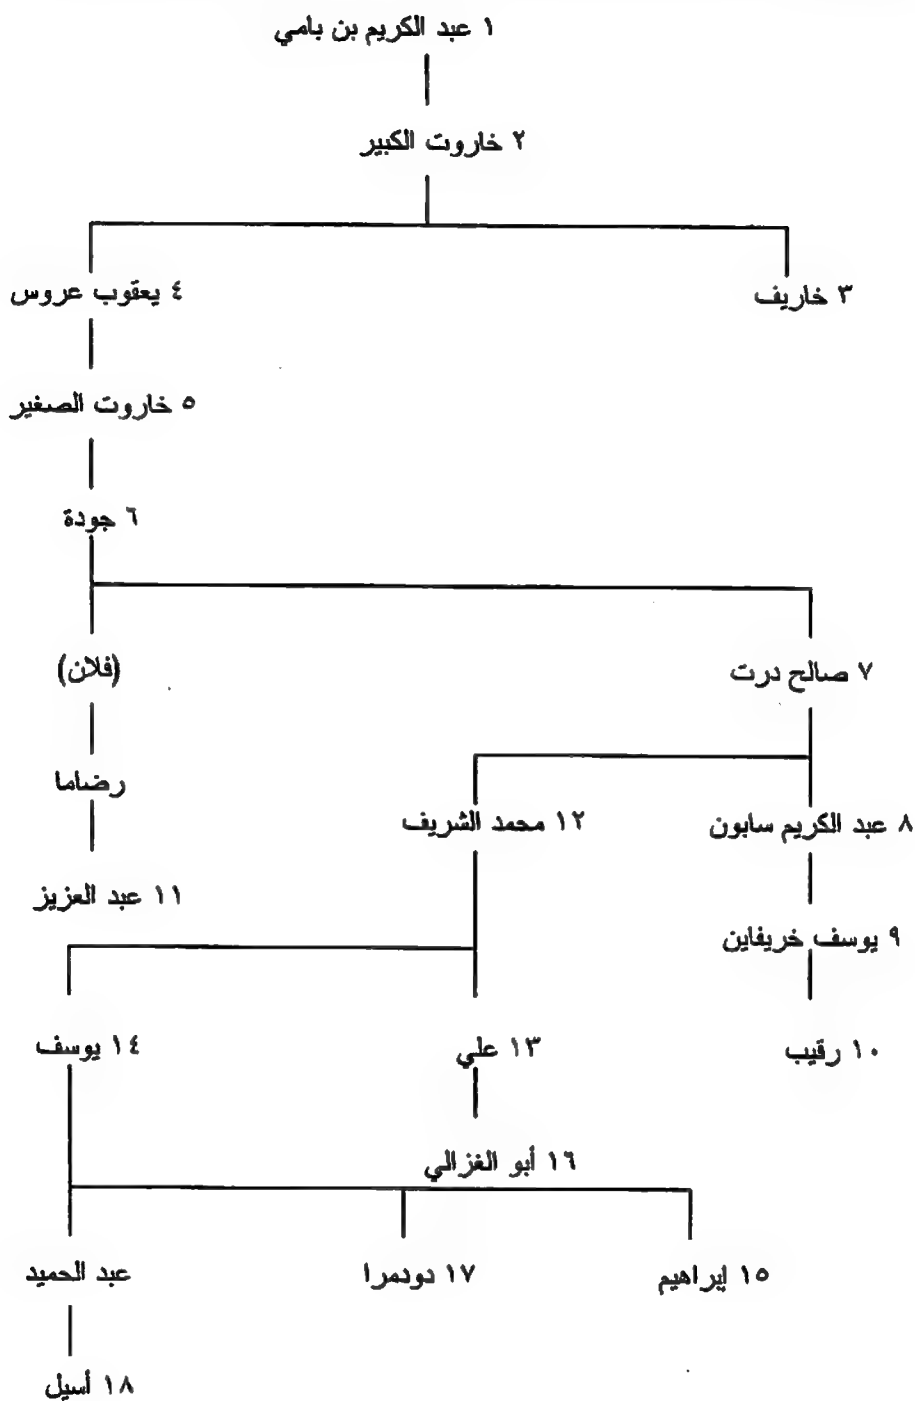 ١ عبد الكريم بن بامي
٢ خاروت الكبير
٣ خاريف
٤ يعقوب عروس
٥ خاروت الصغير
٦ جودة
٧ صالح درت
(فلان)
رضاما
٨ عبد الكريم سابون
١٢ محمد الشريف
١١ عبد العزيز
٩ يوسف خريفاين
١٠ رقيب
١٣ علي
١٤ يوسف
١٦ أبو الغزالي
١٥ إبراهيم
١٧ دودمرا
عبد الحميد
١٨ أسيل